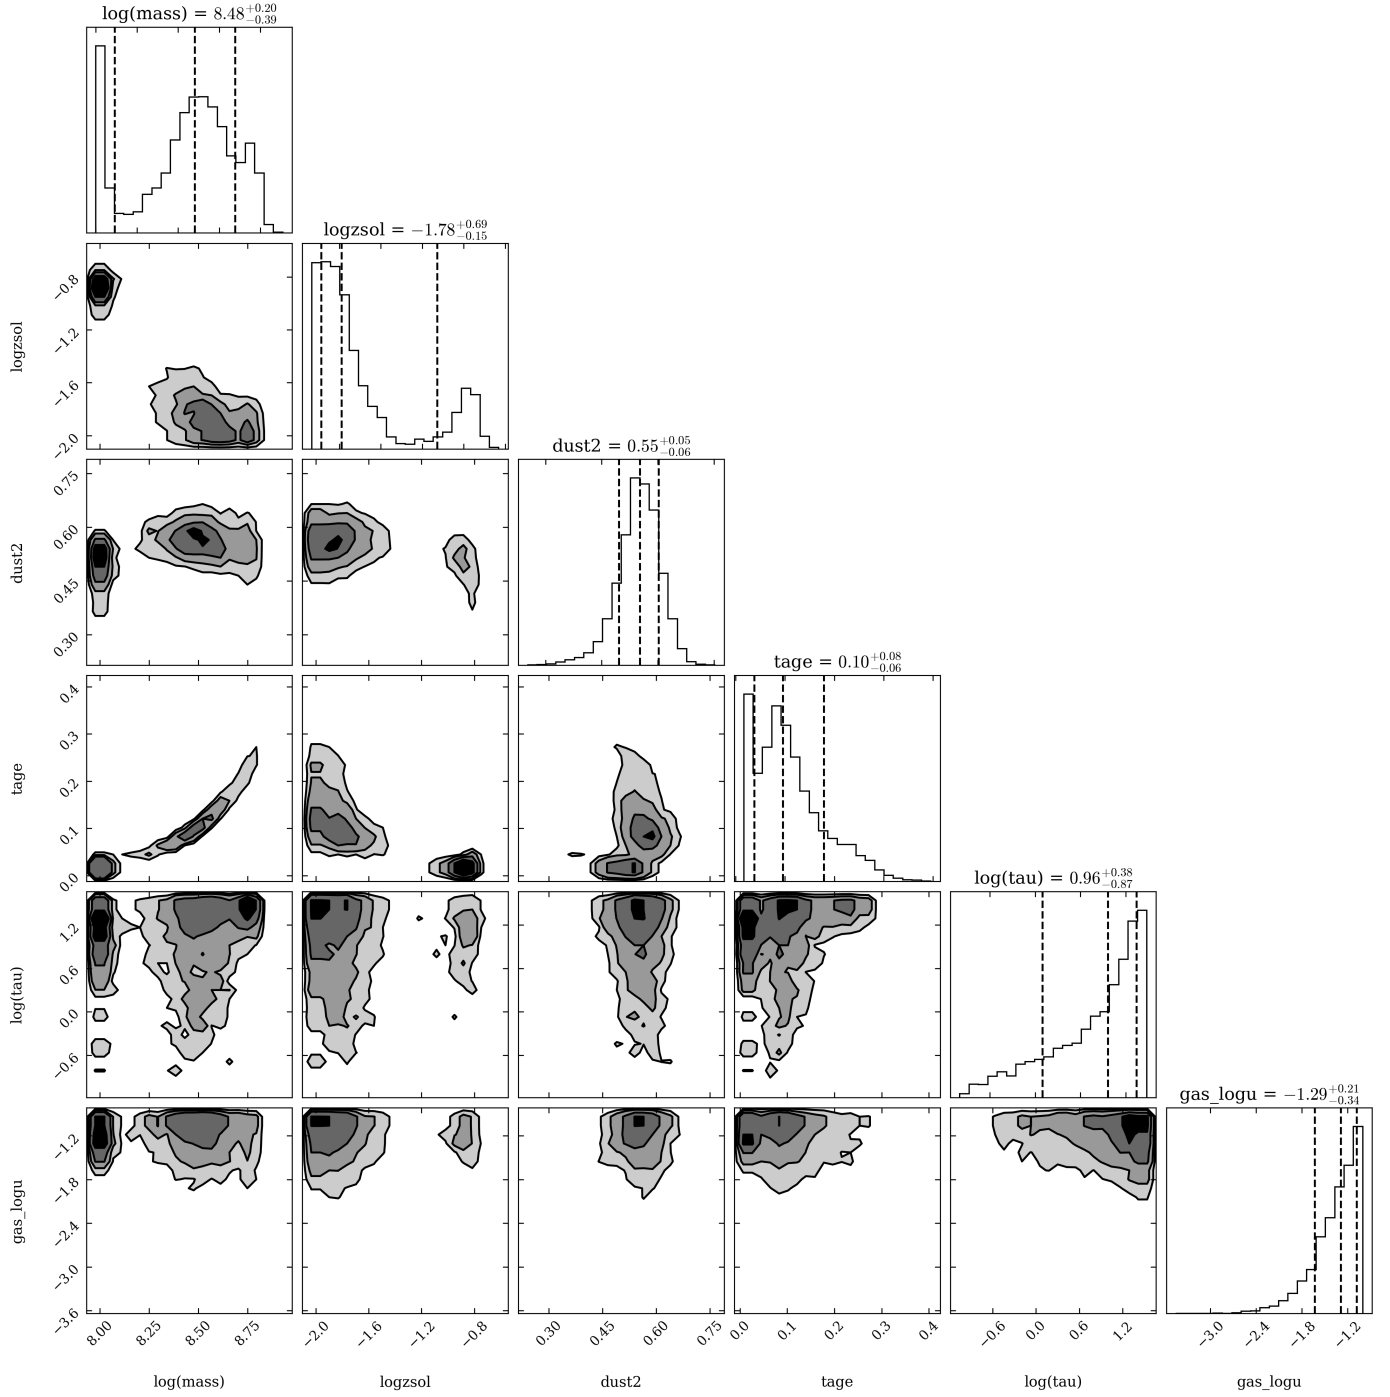 log(mass) = 8.48+0.20−0.39
logzsol = −1.78+0.69−0.15
−0.8
−1.2
−1.6
−2.0
logzsol
dust2 = 0.55+0.05−0.06
0.75
0.60
0.45
0.30
dust2
tage = 0.10+0.08−0.06
0.4
0.3
0.2
0.1
0.0
tage
log(tau) = 0.96+0.38−0.87
1.2
0.6
0.0
−0.6
log(tau)
gas_logu = −1.29+0.21−0.34
−1.2
−1.8
−2.4
−3.0
−3.6
gas_logu
8.00 8.25 8.50 8.75 −2.0 −1.6 −1.2 −0.8 0.30 0.45 0.60 0.75 0.0 0.1 0.2 0.3 0.4 −0.6 0.0 0.6 1.2 −3.0 −2.4 −1.8 −1.2
log(mass) logzsol dust2 tage log(tau) gas_logu